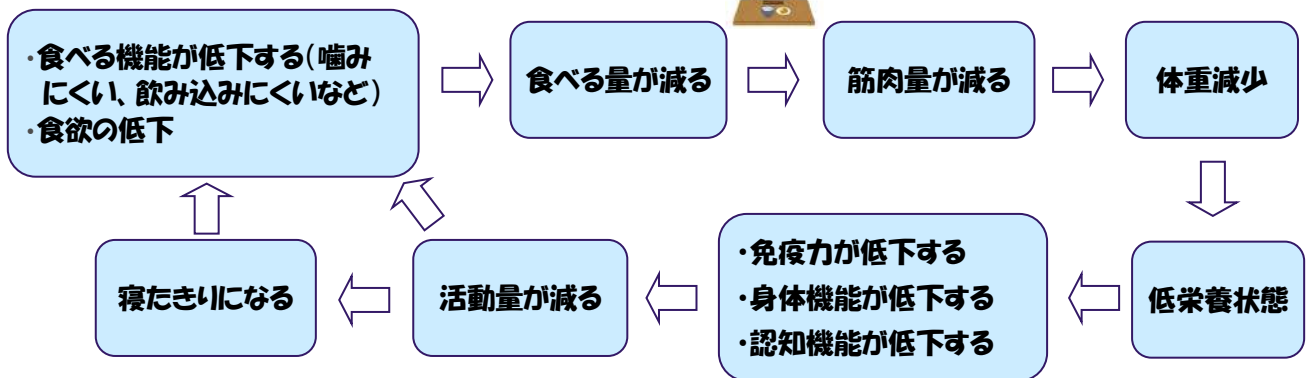 ・食べる機能が低下する(噛み
にくい、飲み込みにくいなど)
・食欲の低下
食べる量が減る
筋肉量が減る
体重減少
低栄養状態
・免疫力が低下する
・身体機能が低下する
・認知機能が低下する
活動量が減る
寝たきりになる